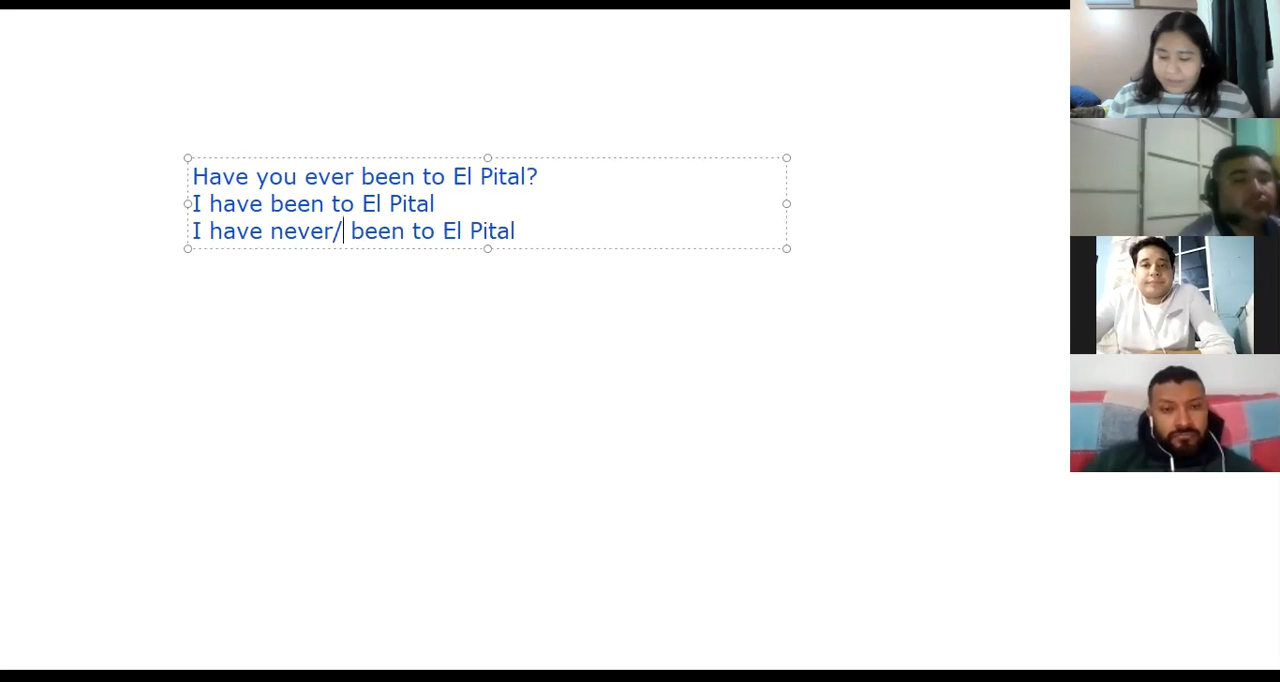 Have you ever been to El Pital?
I have been to El Pital
I have never/ been to El Pital